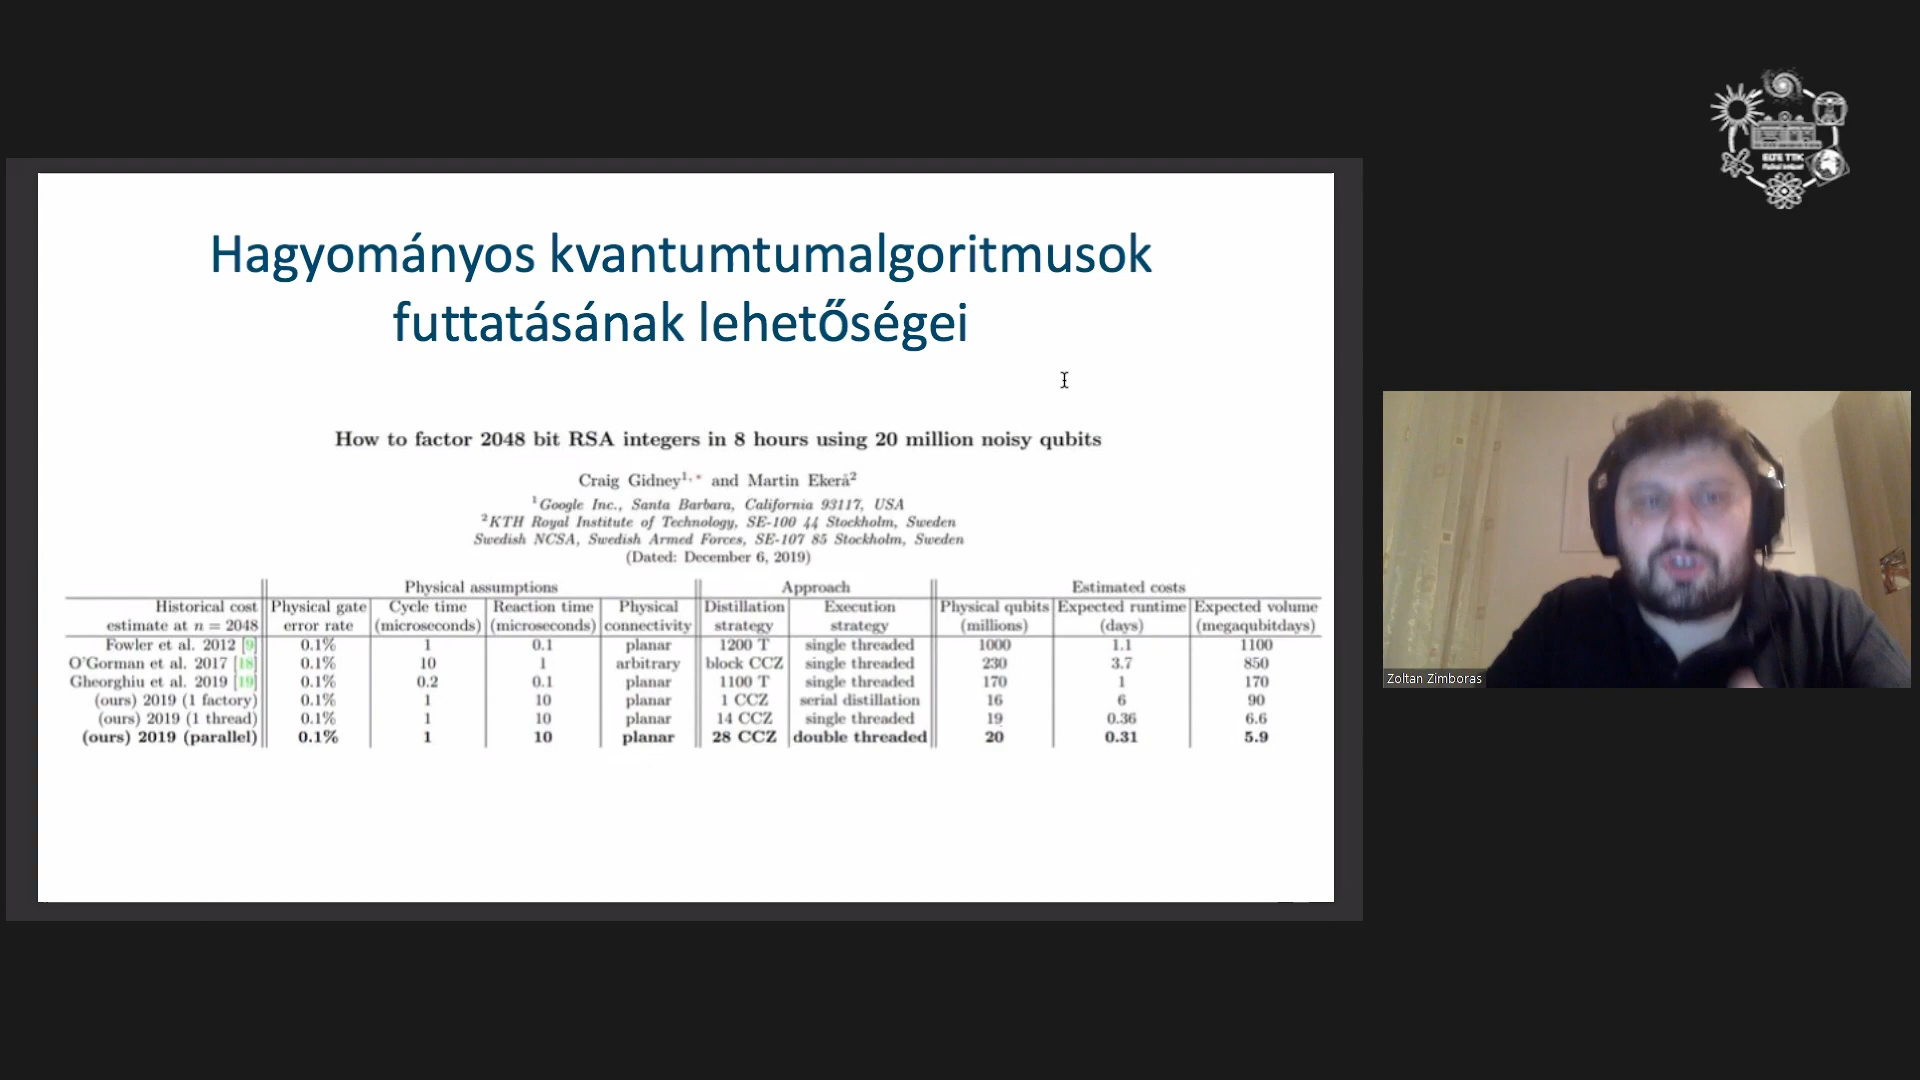 Hagyományos kvantumtumalgoritmusok
futtatásának lehetőségei
How to factor 2048 bit RSA integers in 8 hours using 20 million noisy qubits
Craig Gidney¹,* and Martin Ekerå²
¹Google Inc., Santa Barbara, California 93117, USA
²KTH Royal Institute of Technology, SE-100 44 Stockholm, Sweden
Swedish NCSA, Swedish Armed Forces, SE-107 85 Stockholm, Sweden
(Dated: December 6, 2019)
Physical assumptions Approach Estimated costs
Historical cost Physical gate Cycle time Reaction time Physical Distillation Execution Physical qubits Expected runtime Expected volume
estimate at n = 2048 error rate (microseconds) (microseconds) connectivity strategy strategy (millions) (days) (megaqubitdays)
Fowler et al. 2012 [9] 0.1% 1 0.1 planar 1200 T single threaded 1000 1.1 1100
O'Gorman et al. 2017 [18] 0.1% 10 1 arbitrary block CCZ single threaded 230 3.7 850
Gheorghiu et al. 2019 [19] 0.1% 0.2 0.1 planar 1100 T single threaded 170 1 170
(ours) 2019 (1 factory) 0.1% 1 10 planar 1 CCZ serial distillation 16 6 90
(ours) 2019 (1 thread) 0.1% 1 10 planar 14 CCZ single threaded 19 0.36 6.6
(ours) 2019 (parallel) 0.1% 1 10 planar 28 CCZ double threaded 20 0.31 5.9
ELTE TTK
Zoltan Zimboras